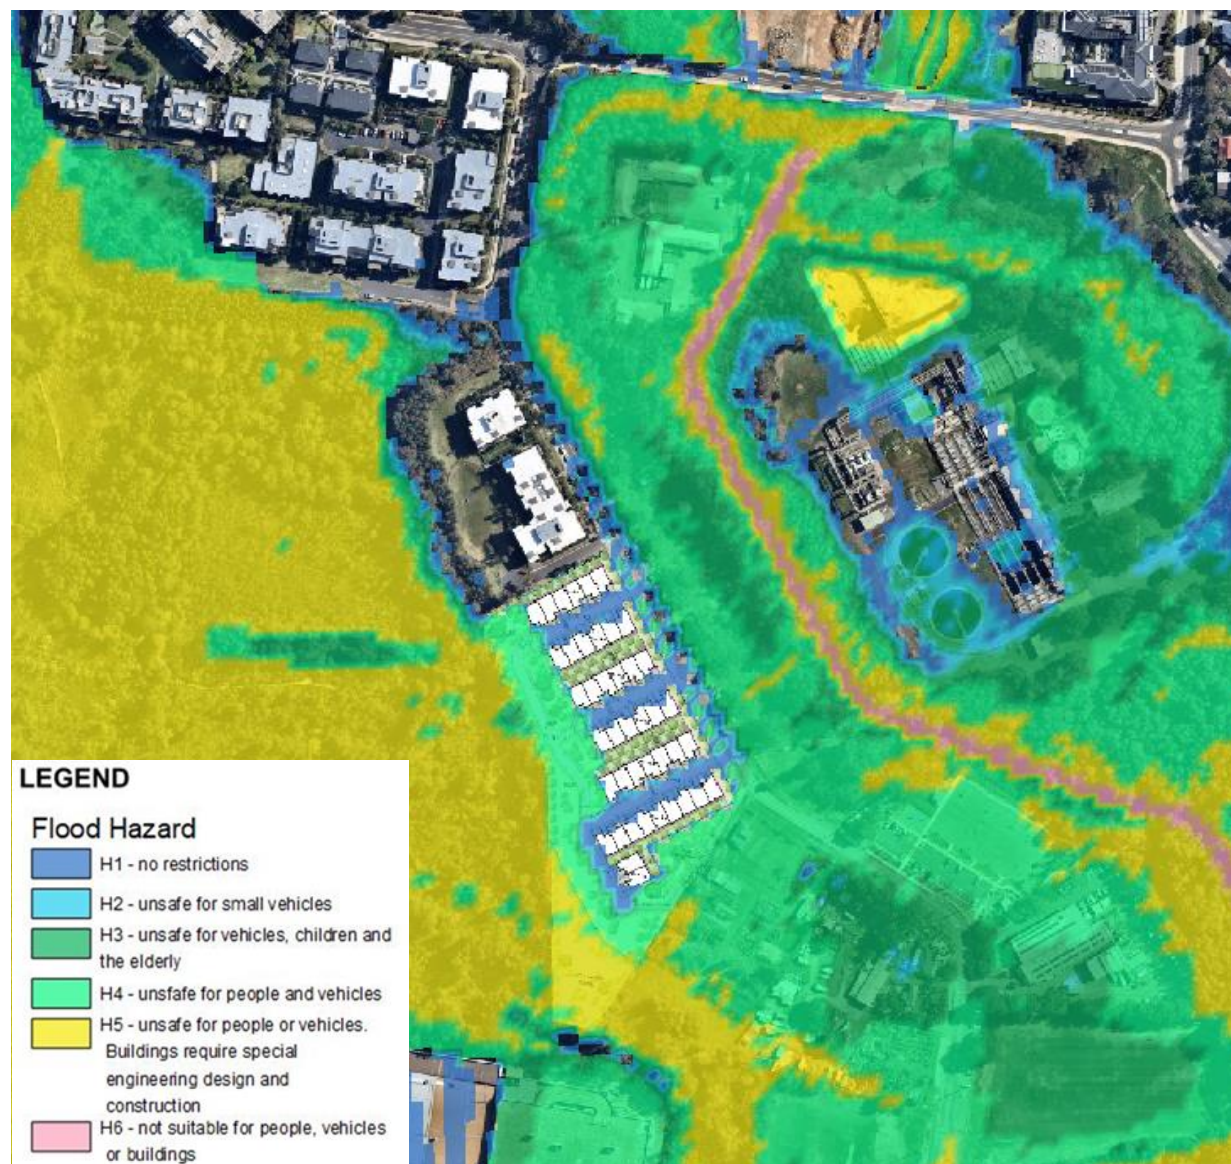 LEGEND
Flood Hazard
H1 - no restrictions
H2 - unsafe for small vehicles
H3 - unsafe for vehicles, children and
the elderly
H4 - unsfafe for people and vehicles
H5 - unsafe for people or vehicles.
Buildings require special
engineering design and
construction
H6 - not suitable for people, vehicles
or buildings